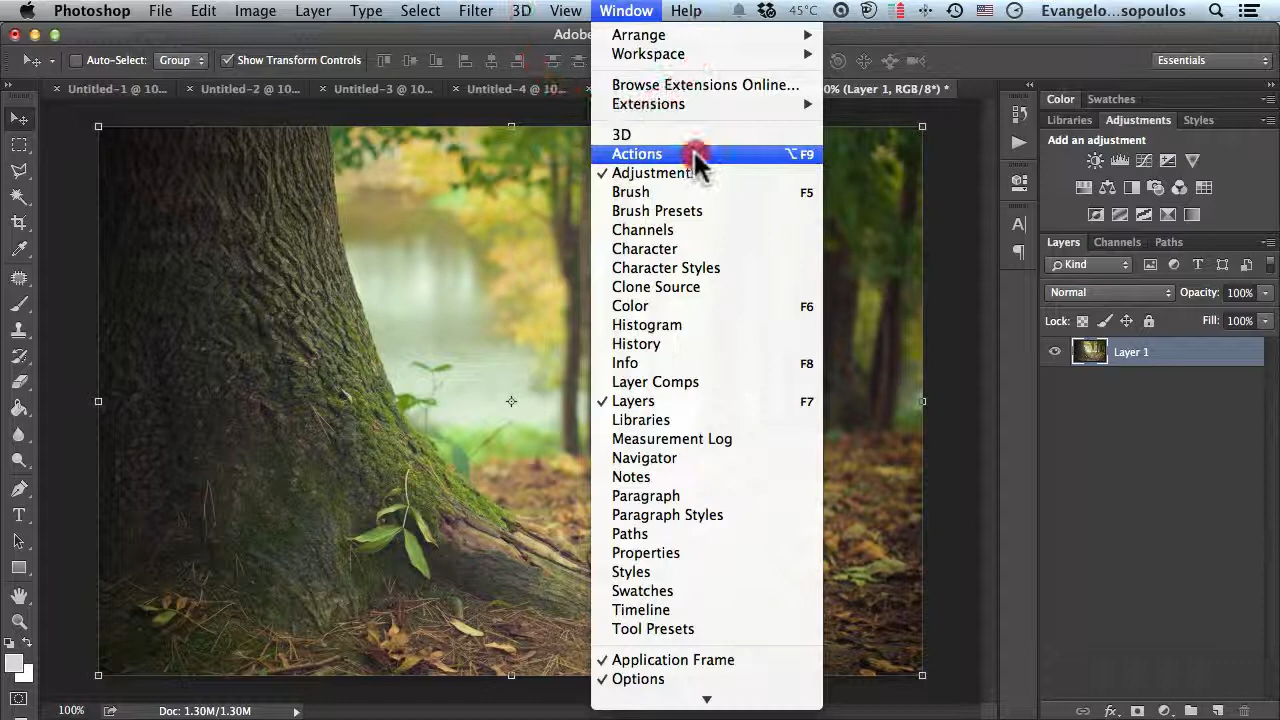 Photoshop File Edit Image Layer Type Select Filter 3D View Window Help 45°C Evangelo...sopoulos
Auto-Select: Group Show Transform Controls Essentials
Untitled-1 @ 10... Untitled-2 @ 10... Untitled-3 @ 10... Untitled-4 @ 10... 0% (Layer 1, RGB/8*) *
Arrange
Workspace
Browse Extensions Online...
Extensions
3D
Actions ⌥F9
Adjustments
Brush F5
Brush Presets
Channels
Character
Character Styles
Clone Source
Color F6
Histogram
History
Info F8
Layer Comps
Layers F7
Libraries
Measurement Log
Navigator
Notes
Paragraph
Paragraph Styles
Paths
Properties
Styles
Swatches
Timeline
Tool Presets
Application Frame
Options
Color Swatches
Libraries Adjustments Styles
Add an adjustment
Layers Channels Paths
Kind
Normal Opacity: 100%
Lock: Fill: 100%
Layer 1
100% Doc: 1.30M/1.30M